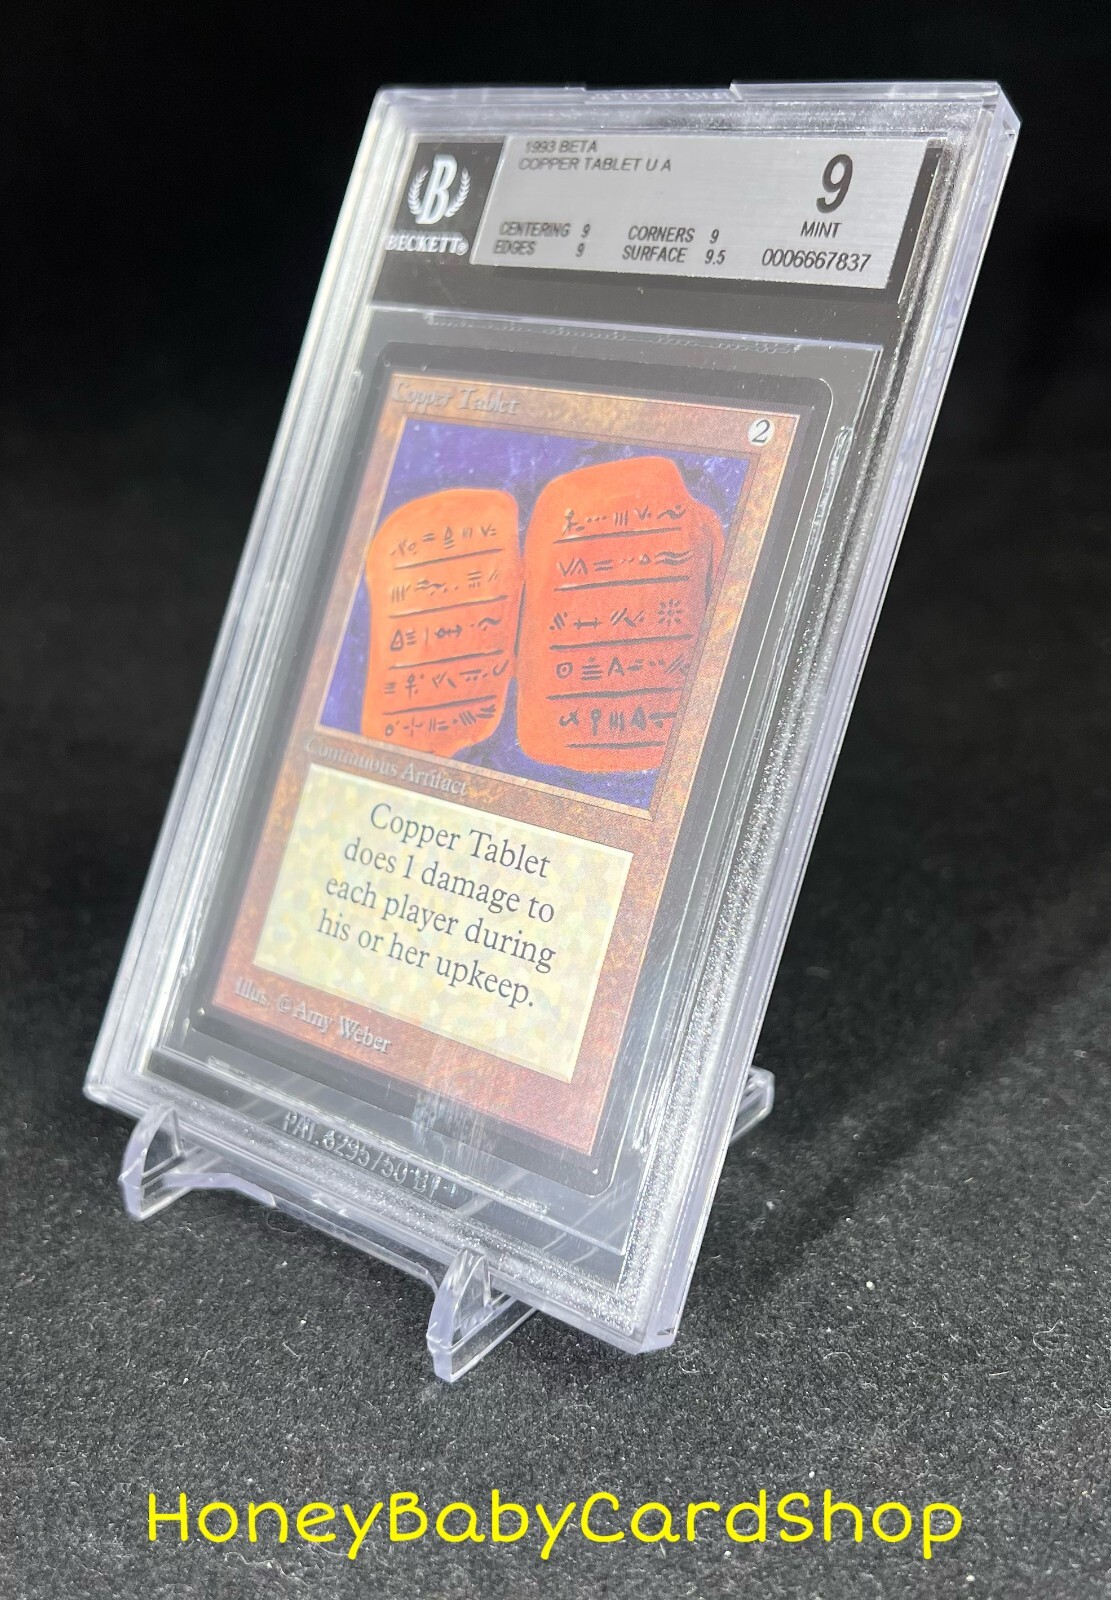 1993 BETA
COPPER TABLET U A
9
MINT
CENTERING 9
CORNERS 9
EDGES 9
SURFACE 9.5
0006667837
B
BECKETT®
Copper Tablet
2
Continuous Artifact
Copper Tablet
does 1 damage to
each player during
his or her upkeep.
Illus. © Amy Weber
PAT.
HoneyBabyCardShop